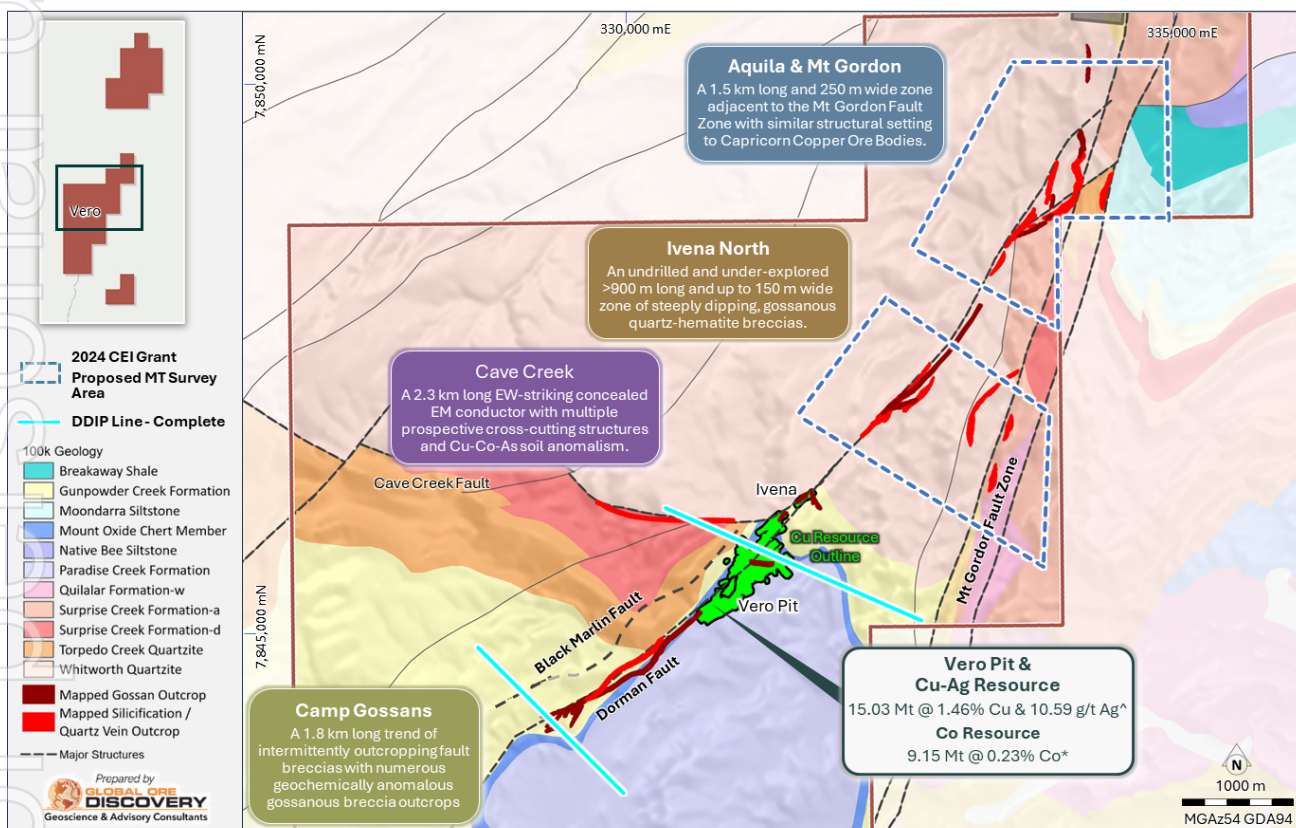 330,000 mE
335,000 mE
7,850,000 mN
7,845,000 mN
Vero
Aquila & Mt Gordon
A 1.5 km long and 250 m wide zone
adjacent to the Mt Gordon Fault
Zone with similar structural setting
to Capricorn Copper Ore Bodies.
Ivena North
An undrilled and under-explored
>900 m long and up to 150 m wide
zone of steeply dipping, gossanous
quartz-hematite breccias.
Cave Creek
A 2.3 km long EW-striking concealed
EM conductor with multiple
prospective cross-cutting structures
and Cu-Co-As soil anomalism.
2024 CEI Grant
Proposed MT Survey
Area
DDIP Line - Complete
100k Geology
Breakaway Shale
Gunpowder Creek Formation
Moondarra Siltstone
Mount Oxide Chert Member
Native Bee Siltstone
Paradise Creek Formation
Quilalar Formation-w
Surprise Creek Formation-a
Surprise Creek Formation-d
Torpedo Creek Quartzite
Whitworth Quartzite
Mapped Gossan Outcrop
Mapped Silicification /
Quartz Vein Outcrop
Major Structures
Prepared by
GLOBAL ORE
DISCOVERY
Geoscience & Advisory Consultants
Cave Creek Fault
Ivena
Cu Resource
Outline
Vero Pit
Mt Gordon Fault Zone
Black Marlin Fault
Dorman Fault
Camp Gossans
A 1.8 km long trend of
intermittently outcropping fault
breccias with numerous
geochemically anomalous
gossanous breccia outcrops
Vero Pit &
Cu-Ag Resource
15.03 Mt @ 1.46% Cu & 10.59 g/t Ag^
Co Resource
9.15 Mt @ 0.23% Co*
N
1000 m
MGAz54 GDA94